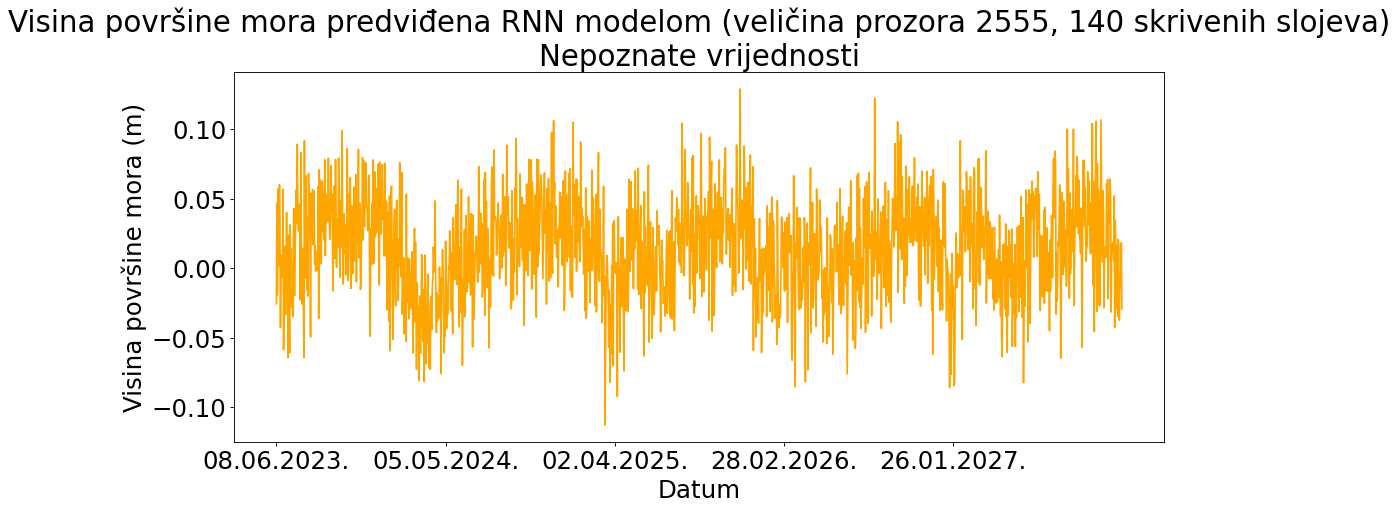 Visina površine mora predviđena RNN modelom (veličina prozora 2555, 140 skrivenih slojeva)
Nepoznate vrijednosti
Visina površine mora (m)
0.10
0.05
0.00
−0.05
−0.10
08.06.2023. 05.05.2024. 02.04.2025. 28.02.2026. 26.01.2027.
Datum